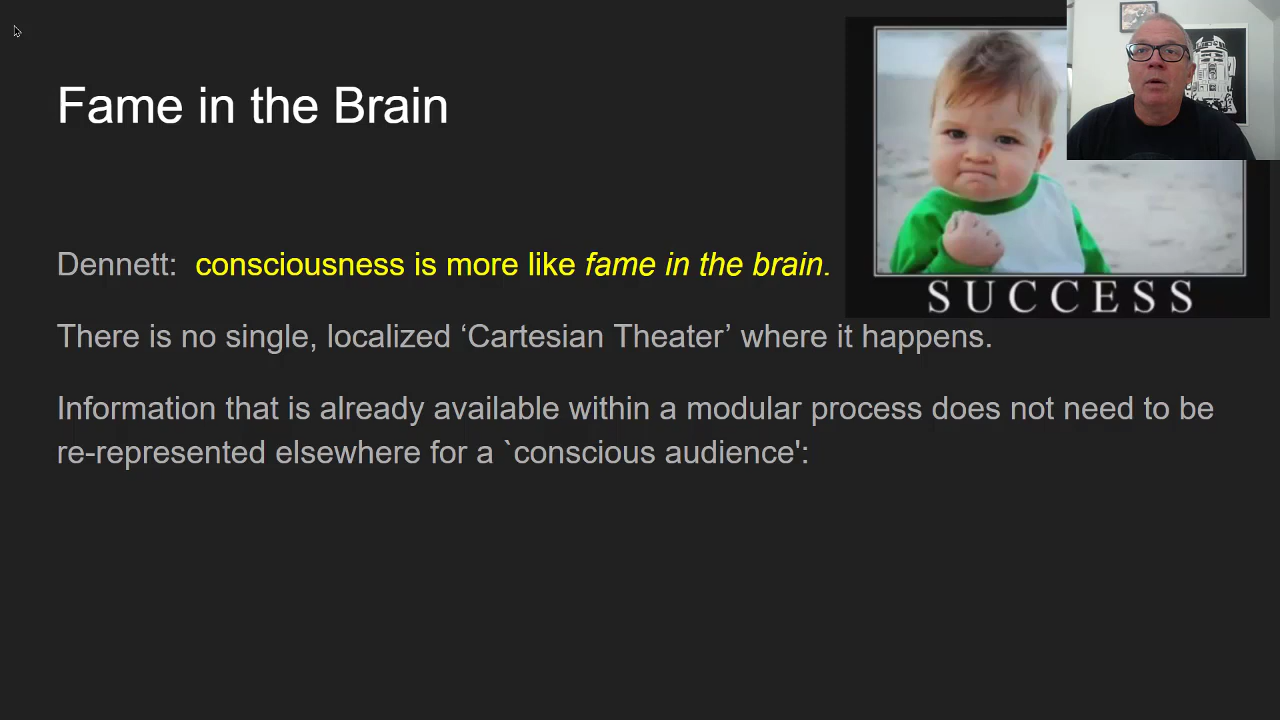 Fame in the Brain
SUCCESS
Dennett: consciousness is more like fame in the brain.
There is no single, localized ‘Cartesian Theater’ where it happens.
Information that is already available within a modular process does not need to be
re-represented elsewhere for a `conscious audience':